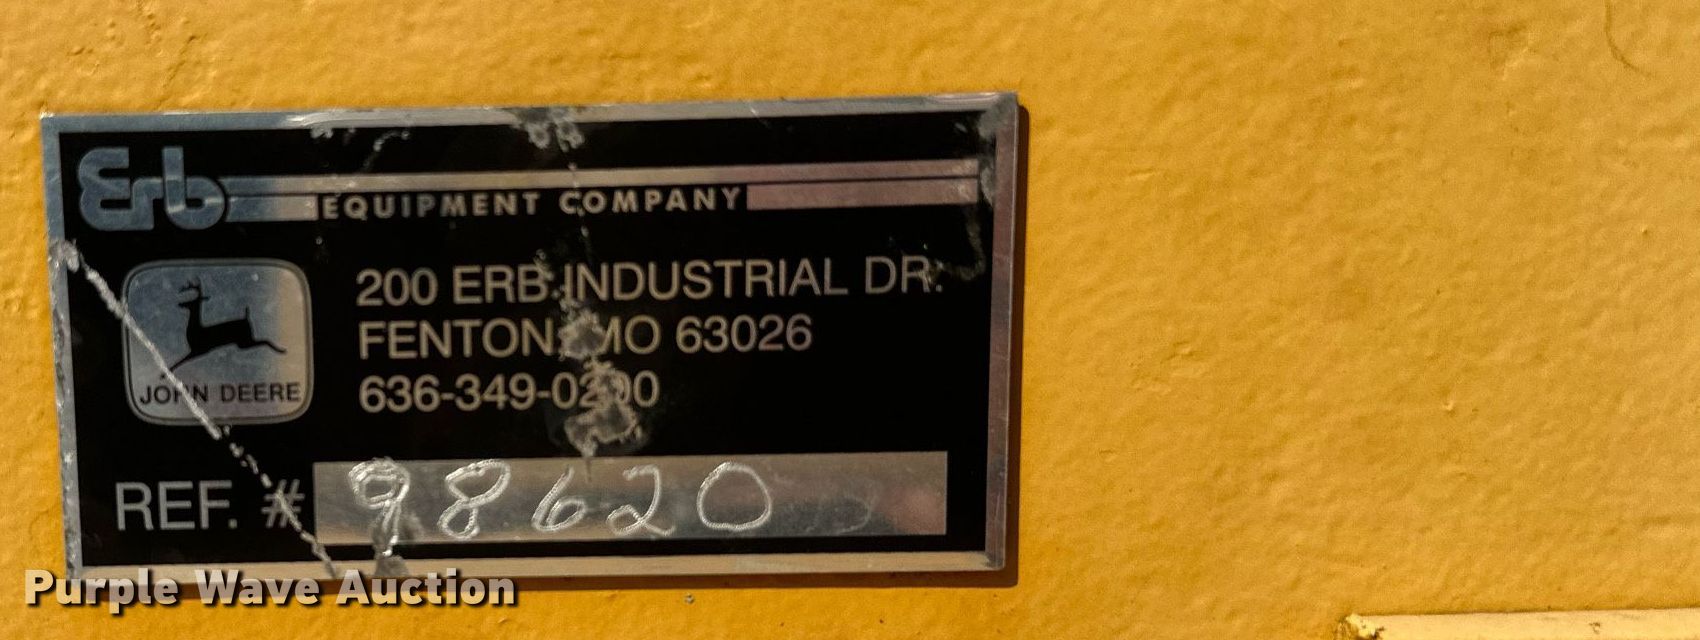 Erb EQUIPMENT COMPANY
200 ERB INDUSTRIAL DR.
FENTON, MO 63026
JOHN DEERE
636-349-0200
REF. # 98620
Purple Wave Auction